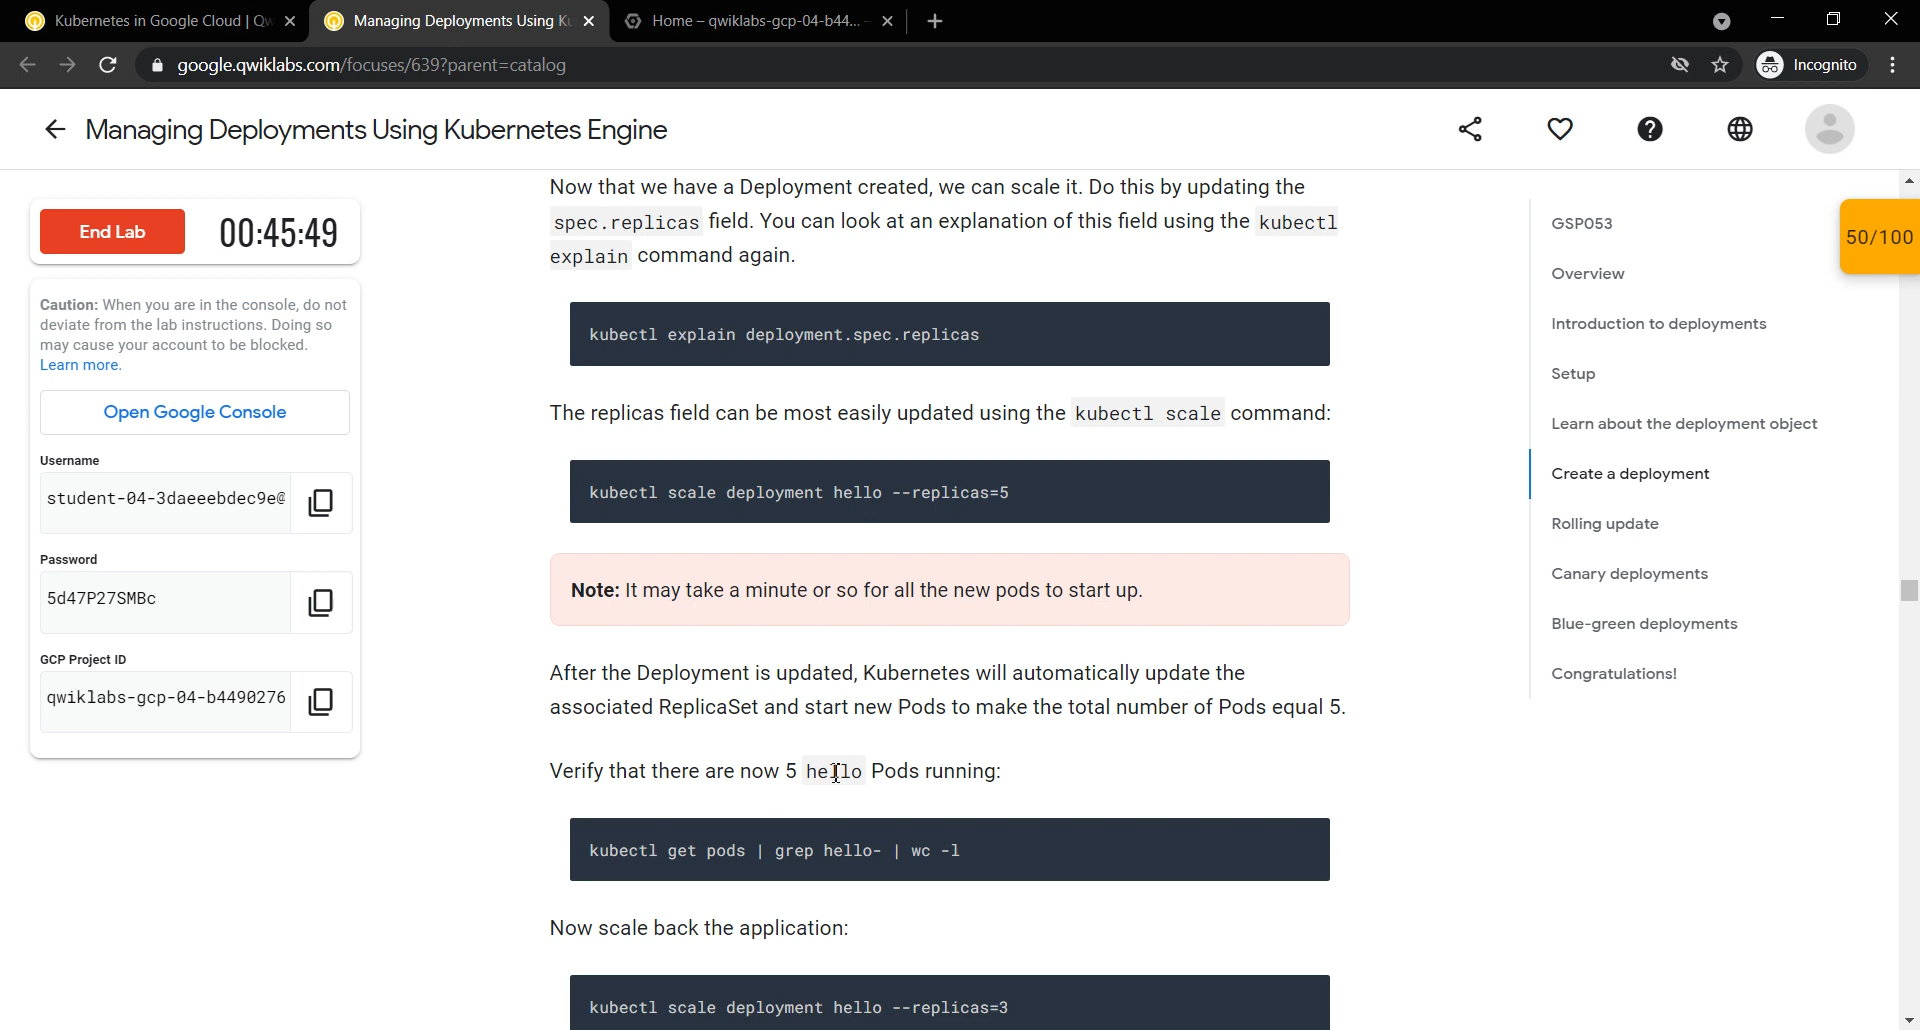 Kubernetes in Google Cloud | Qw
Managing Deployments Using Ku
Home – qwiklabs-gcp-04-b44...
google.qwiklabs.com/focuses/639?parent=catalog
Incognito
Managing Deployments Using Kubernetes Engine
End Lab
00:45:49
Caution: When you are in the console, do not
deviate from the lab instructions. Doing so
may cause your account to be blocked.
Learn more.
Open Google Console
Username
student-04-3daeeebdec9e@
Password
5d47P27SMBc
GCP Project ID
qwiklabs-gcp-04-b4490276
Now that we have a Deployment created, we can scale it. Do this by updating the
spec.replicas field. You can look at an explanation of this field using the kubectl
explain command again.
kubectl explain deployment.spec.replicas
The replicas field can be most easily updated using the kubectl scale command:
kubectl scale deployment hello --replicas=5
Note: It may take a minute or so for all the new pods to start up.
After the Deployment is updated, Kubernetes will automatically update the
associated ReplicaSet and start new Pods to make the total number of Pods equal 5.
Verify that there are now 5 hello Pods running:
kubectl get pods | grep hello- | wc -l
Now scale back the application:
kubectl scale deployment hello --replicas=3
GSP053
Overview
Introduction to deployments
Setup
Learn about the deployment object
Create a deployment
Rolling update
Canary deployments
Blue-green deployments
Congratulations!
50/100